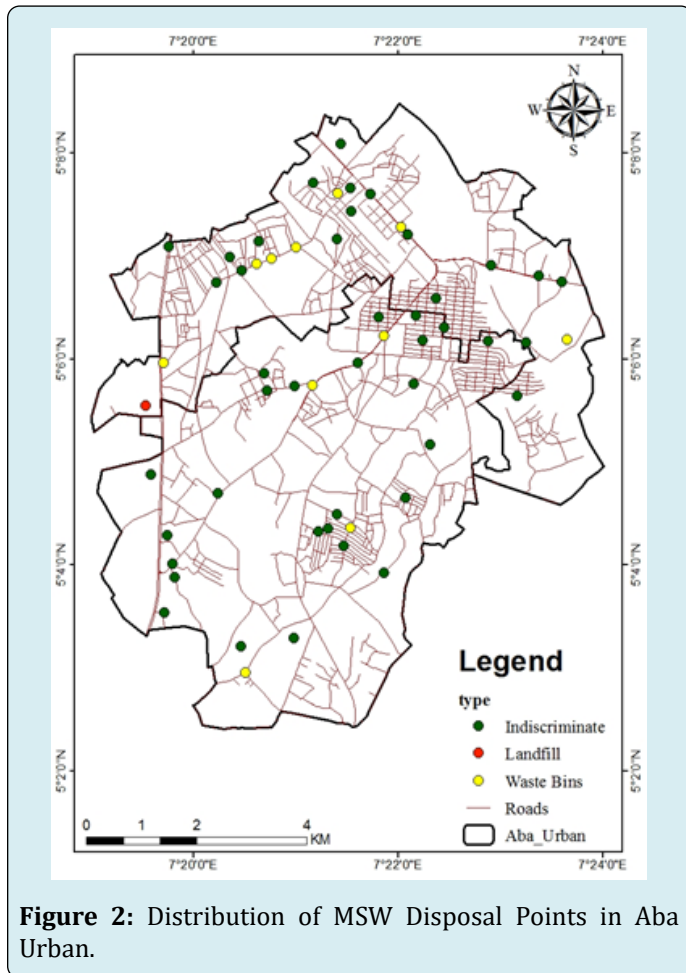 7°20'0"E 7°22'0"E 7°24'0"E
N
W E
S
5°8'0"N 5°8'0"N
5°6'0"N 5°6'0"N
5°4'0"N 5°4'0"N
5°2'0"N 5°2'0"N
Legend
type
Indiscriminate
Landfill
Waste Bins
Roads
Aba_Urban
0 1 2 4
KM
7°20'0"E 7°22'0"E 7°24'0"E
Figure 2: Distribution of MSW Disposal Points in Aba
Urban.